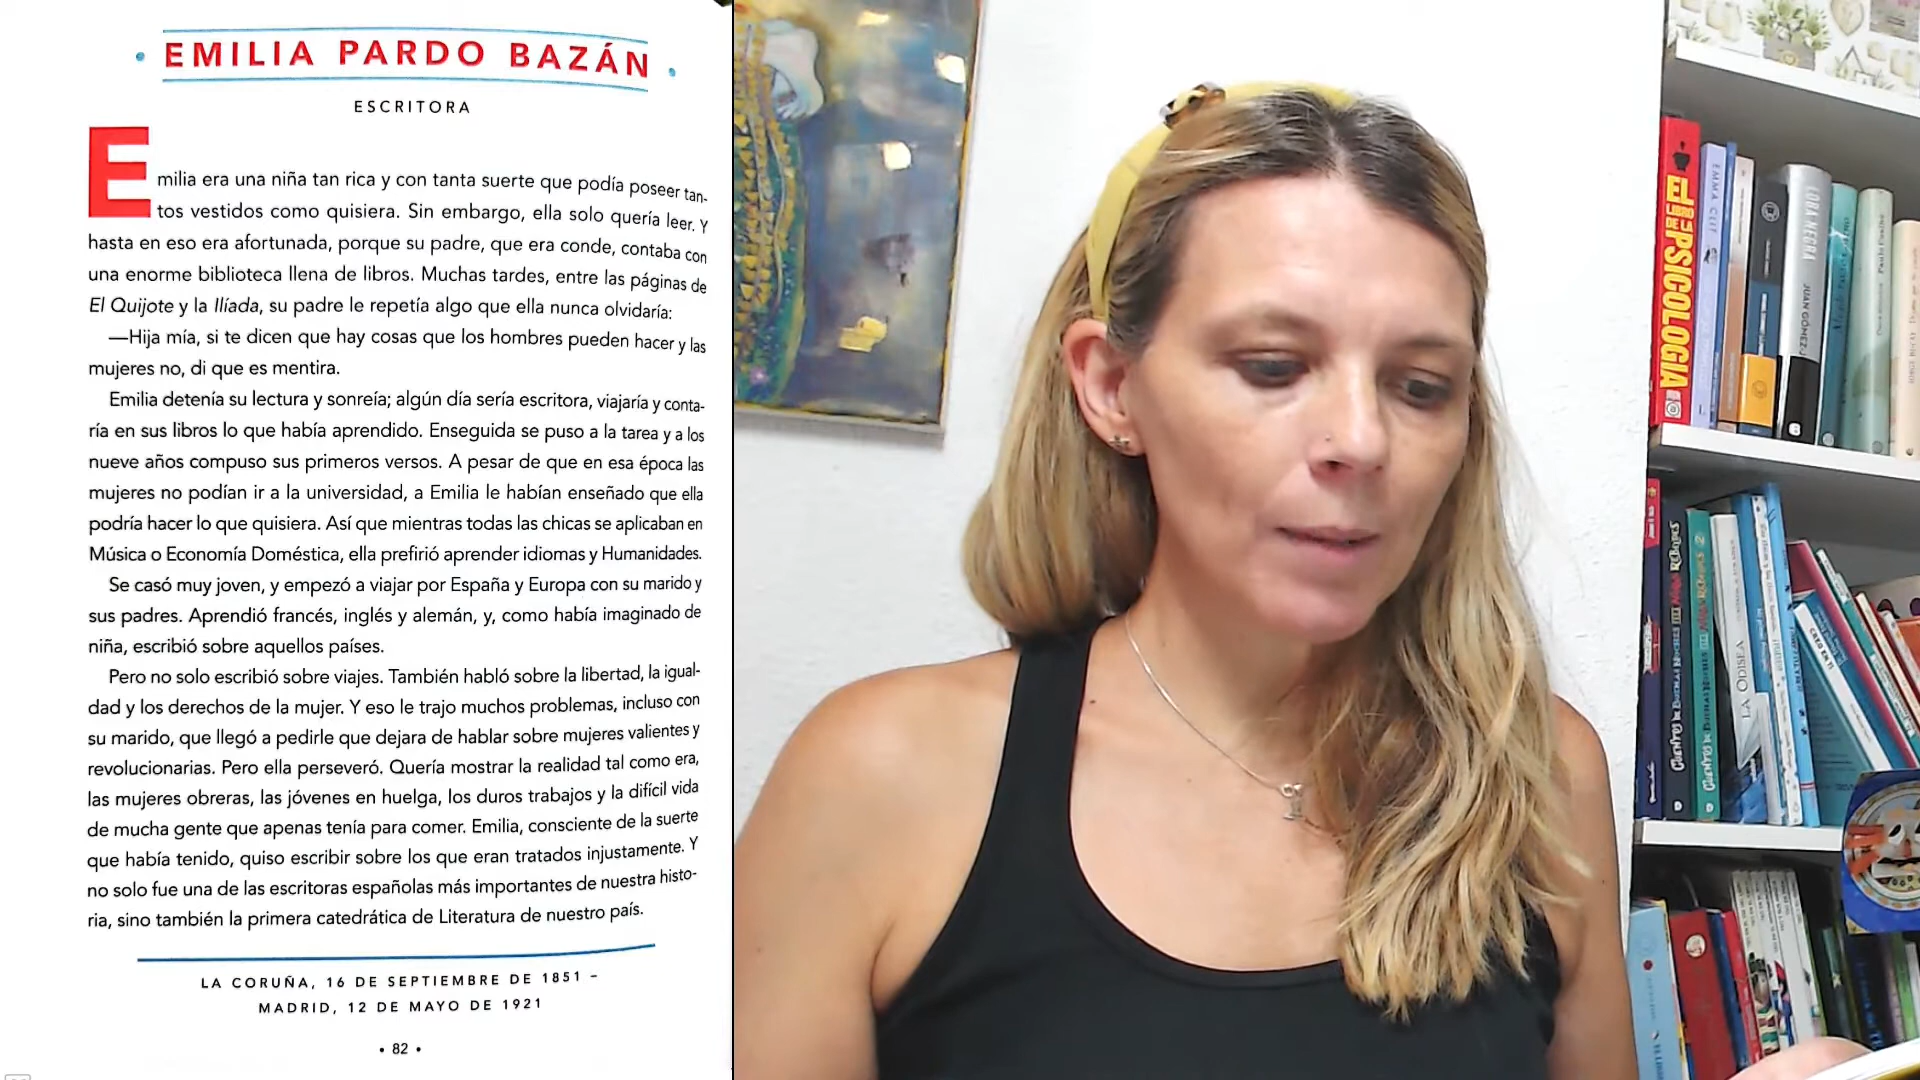 EMILIA PARDO BAZÁN
ESCRITORA
Emilia era una niña tan rica y con tanta suerte que podía poseer tan-
tos vestidos como quisiera. Sin embargo, ella solo quería leer. Y
hasta en eso era afortunada, porque su padre, que era conde, contaba con
una enorme biblioteca llena de libros. Muchas tardes, entre las páginas de
El Quijote y la Ilíada, su padre le repetía algo que ella nunca olvidaría:
—Hija mía, si te dicen que hay cosas que los hombres pueden hacer y las
mujeres no, di que es mentira.
Emilia detenía su lectura y sonreía; algún día sería escritora, viajaría y conta-
ría en sus libros lo que había aprendido. Enseguida se puso a la tarea y a los
nueve años compuso sus primeros versos. A pesar de que en esa época las
mujeres no podían ir a la universidad, a Emilia le habían enseñado que ella
podría hacer lo que quisiera. Así que mientras todas las chicas se aplicaban en
Música o Economía Doméstica, ella prefirió aprender idiomas y Humanidades.
Se casó muy joven, y empezó a viajar por España y Europa con su marido y
sus padres. Aprendió francés, inglés y alemán, y, como había imaginado de
niña, escribió sobre aquellos países.
Pero no solo escribió sobre viajes. También habló sobre la libertad, la igual-
dad y los derechos de la mujer. Y eso le trajo muchos problemas, incluso con
su marido, que llegó a pedirle que dejara de hablar sobre mujeres valientes y
revolucionarias. Pero ella perseveró. Quería mostrar la realidad tal como era,
las mujeres obreras, las jóvenes en huelga, los duros trabajos y la difícil vida
de mucha gente que apenas tenía para comer. Emilia, consciente de la suerte
que había tenido, quiso escribir sobre los que eran tratados injustamente. Y
no solo fue una de las escritoras españolas más importantes de nuestra histo-
ria, sino también la primera catedrática de Literatura de nuestro país.
LA CORUÑA, 16 DE SEPTIEMBRE DE 1851 –
MADRID, 12 DE MAYO DE 1921
• 82 •
EL LIBRO DE LA PSICOLOGÍA
EMMA CLIT
LOBA NEGRA
JUAN GÓMEZ-J
Paulo Coelho
LA ODISEA